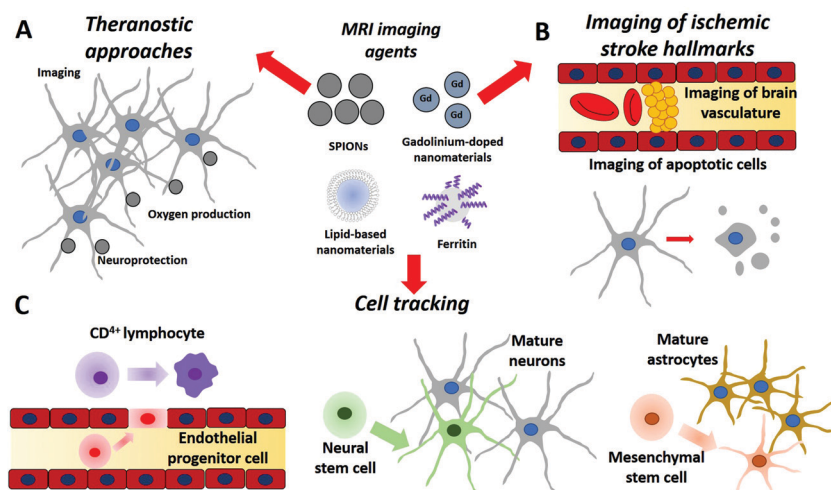 A
Theranostic
approaches
Imaging
Oxygen production
Neuroprotection
MRI imaging
agents
SPIONs
Gd
Gd
Gd
Gadolinium-doped
nanomaterials
Lipid-based
nanomaterials
Ferritin
B
Imaging of ischemic
stroke hallmarks
Imaging of brain
vasculature
Imaging of apoptotic cells
C
Cell tracking
CD⁴⁺ lymphocyte
Endothelial
progenitor cell
Neural
stem cell
Mature
neurons
Mature
astrocytes
Mesenchymal
stem cell